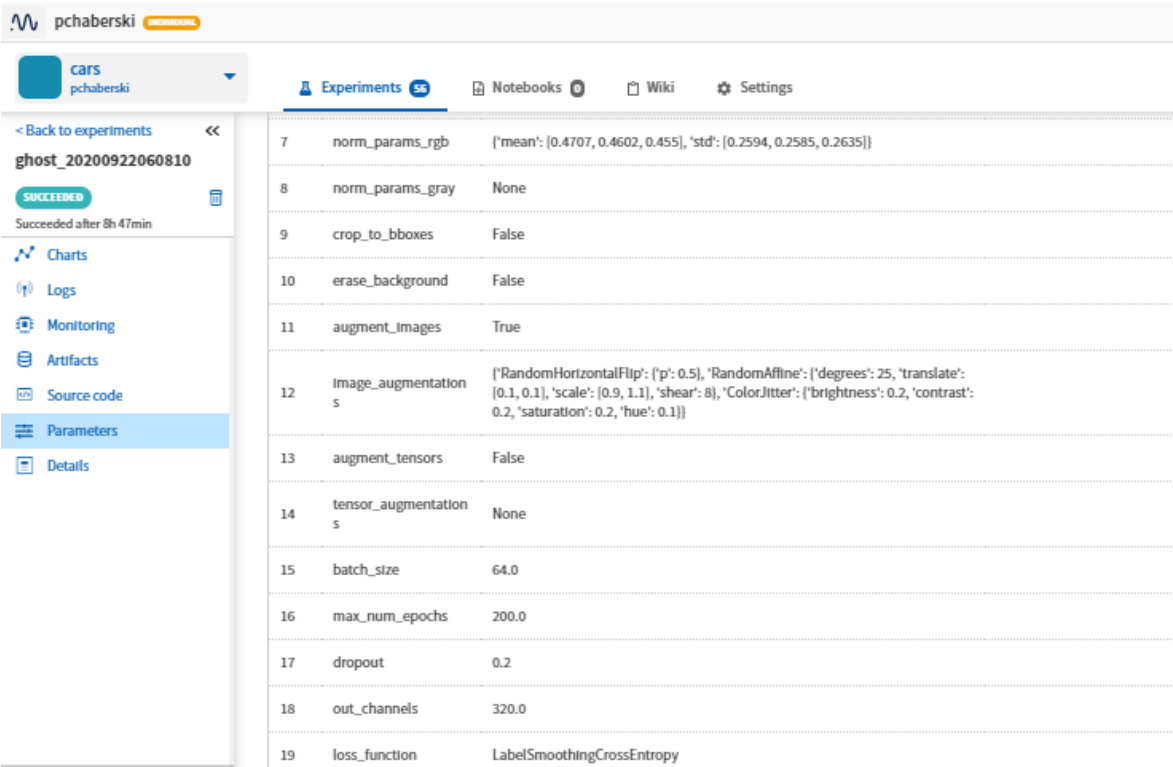 pchaberski INDIVIDUAL
cars
pchaberski
Experiments 56
Notebooks 0
Wiki
Settings
< Back to experiments
ghost_20200922060810
SUCCEEDED
Succeeded after 8h 47min
Charts
Logs
Monitoring
Artifacts
Source code
Parameters
Details
7 norm_params_rgb {'mean': [0.4707, 0.4602, 0.455], 'std': [0.2594, 0.2585, 0.2635]}
8 norm_params_gray None
9 crop_to_bboxes False
10 erase_background False
11 augment_images True
12 image_augmentation
s
{'RandomHorizontalFlip': {'p': 0.5}, 'RandomAffine': {'degrees': 25, 'translate':
[0.1, 0.1], 'scale': [0.9, 1.1], 'shear': 8}, 'ColorJitter': {'brightness': 0.2, 'contrast':
0.2, 'saturation': 0.2, 'hue': 0.1}}
13 augment_tensors False
14 tensor_augmentation
s
None
15 batch_size 64.0
16 max_num_epochs 200.0
17 dropout 0.2
18 out_channels 320.0
19 loss_function LabelSmoothingCrossEntropy